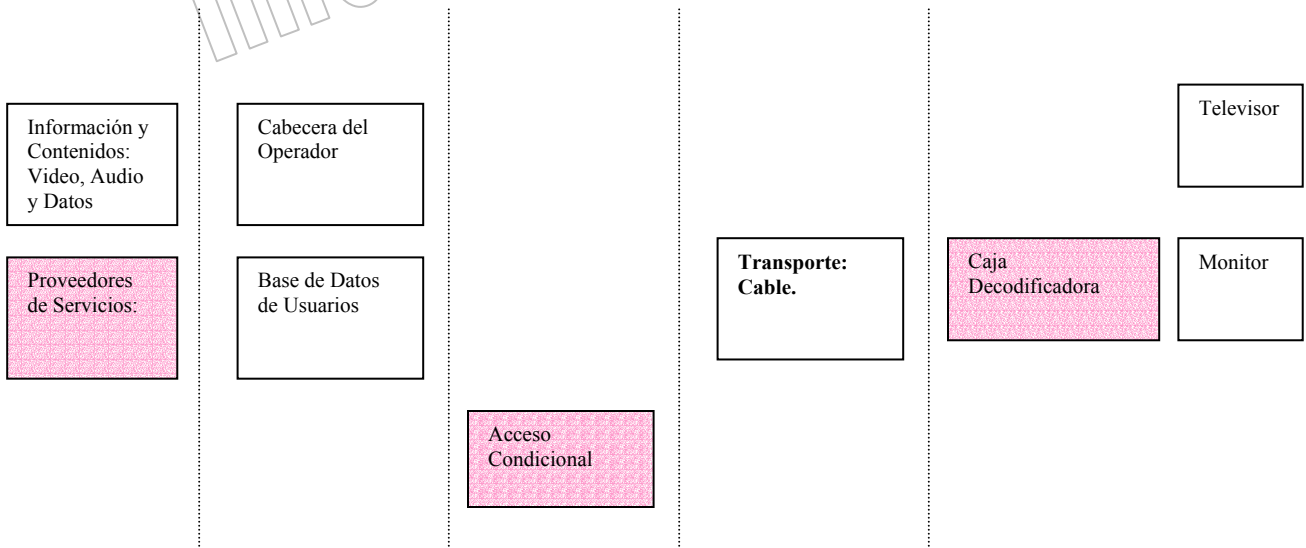 Información y
Contenidos:
Video, Audio
y Datos
Proveedores
de Servicios:
Cabecera del
Operador
Base de Datos
de Usuarios
Acceso
Condicional
Transporte:
Cable.
Caja
Decodificadora
Televisor
Monitor